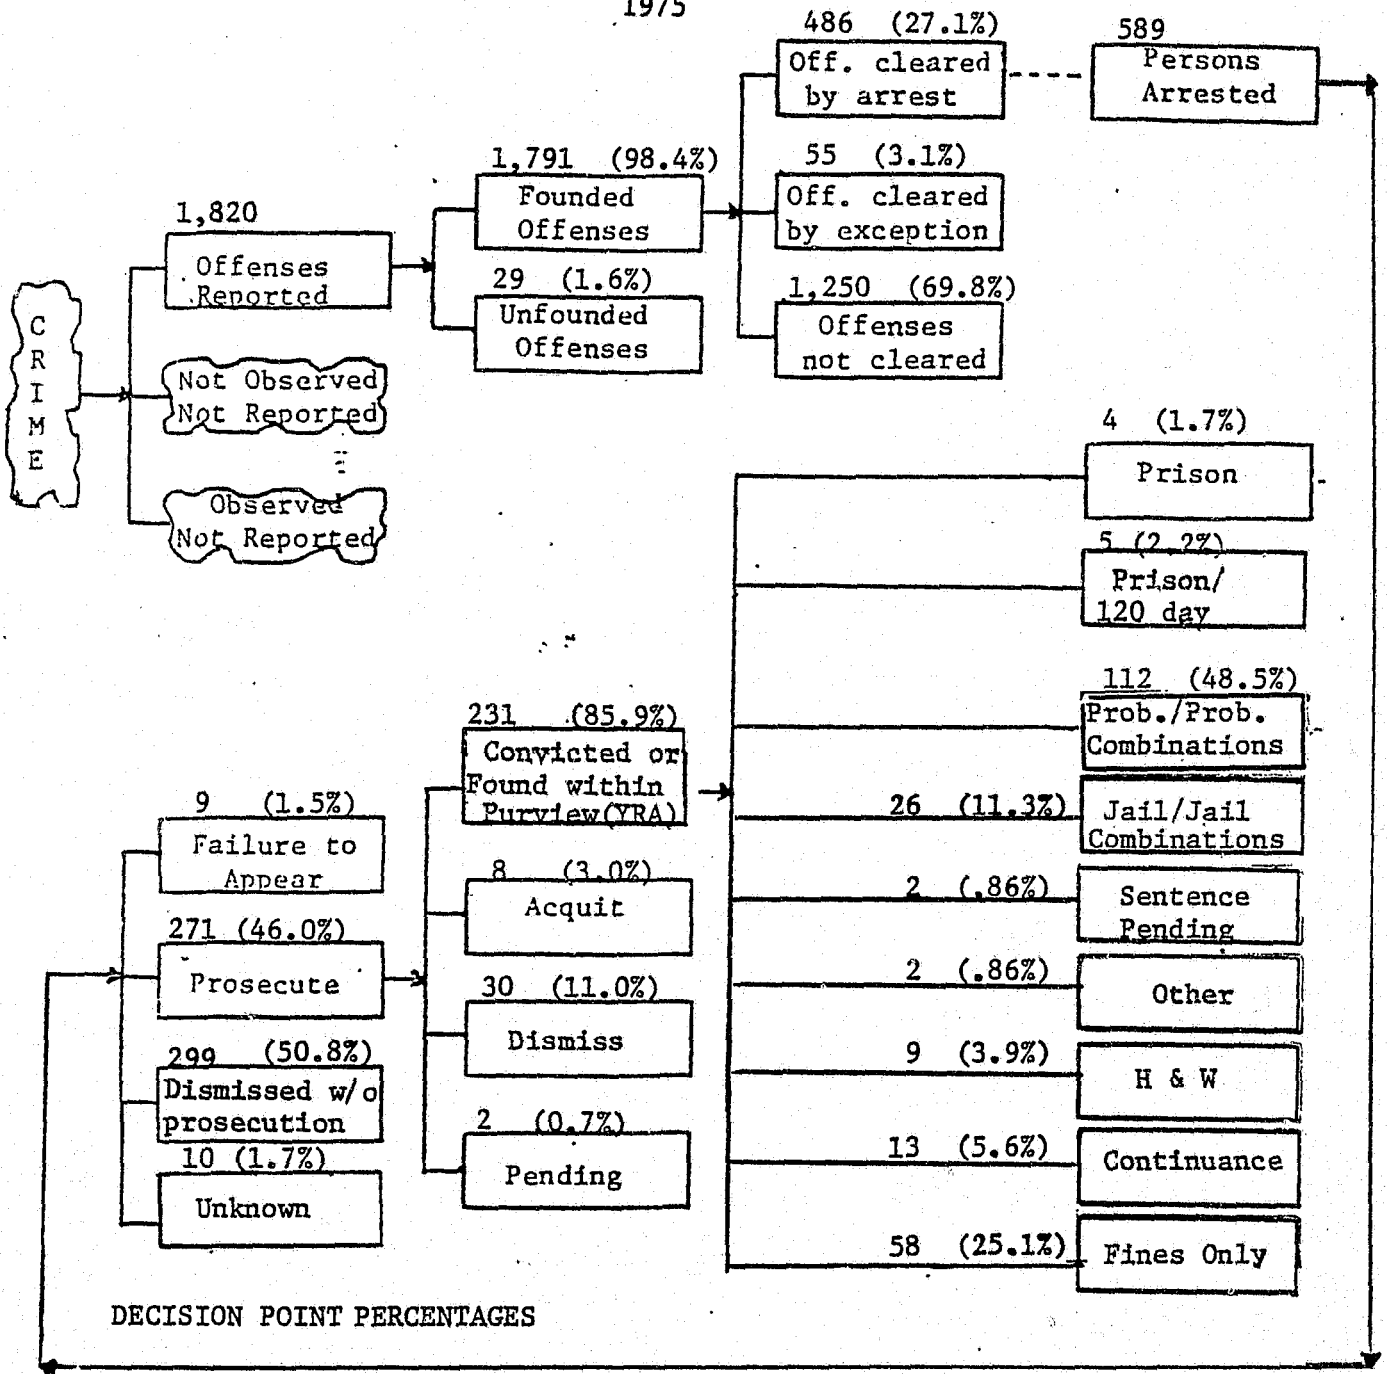 1975
486 (27.1%)
Off. cleared
by arrest
589
Persons
Arrested
1,791 (98.4%)
Founded
Offenses
55 (3.1%)
Off. cleared
by exception
1,820
Offenses
Reported
29 (1.6%)
Unfounded
Offenses
1,250 (69.8%)
Offenses
not cleared
C
R
I
M
E
Not Observed
Not Reported
Observed
Not Reported
4 (1.7%)
Prison
5 (2.2%)
Prison/
120 day
112 (48.5%)
Prob./Prob.
Combinations
26 (11.3%)
Jail/Jail
Combinations
2 (.86%)
Sentence
Pending
2 (.86%)
Other
9 (3.9%)
H & W
13 (5.6%)
Continuance
58 (25.1%)
Fines Only
231 (85.9%)
Convicted or
Found within
Purview(YRA)
8 (3.0%)
Acquit
30 (11.0%)
Dismiss
2 (0.7%)
Pending
9 (1.5%)
Failure to
Appear
271 (46.0%)
Prosecute
299 (50.8%)
Dismissed w/o
prosecution
10 (1.7%)
Unknown
DECISION POINT PERCENTAGES